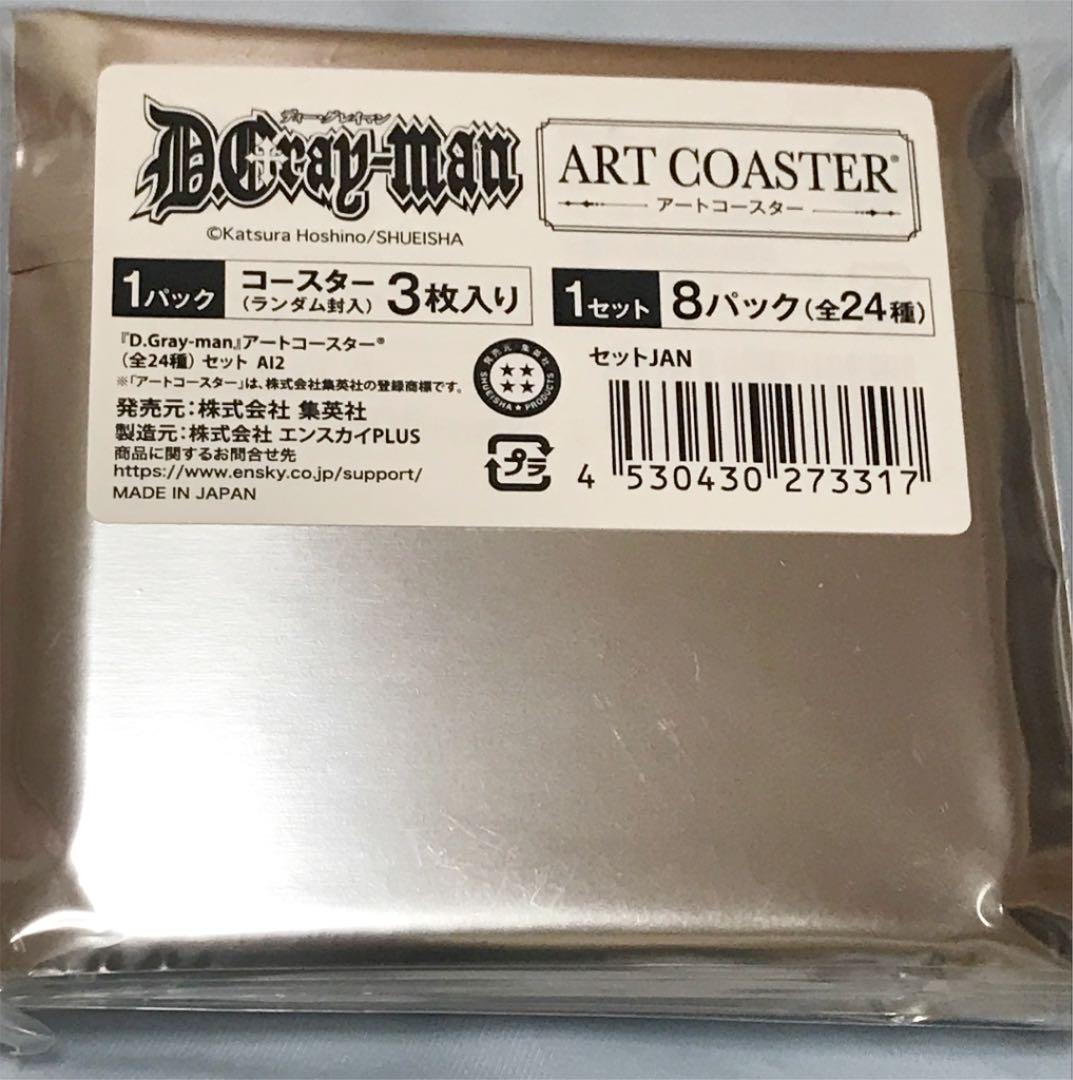 ディー・グレイマン
D.Gray-man
ART COASTER®
アートコースター
©Katsura Hoshino/SHUEISHA
1パック コースター(ランダム封入) 3枚入り
1セット 8パック(全24種)
『D.Gray-man』アートコースター®
(全24種) セット AI2
※「アートコースター」は、株式会社集英社の登録商標です。
発売元:株式会社 集英社
製造元:株式会社 エンスカイPLUS
商品に関するお問合せ先
https://www.ensky.co.jp/support/
MADE IN JAPAN
発売元 集英社
SHUEISHA ★ PRODUCTS
プラ
セットJAN
4 530430 273317